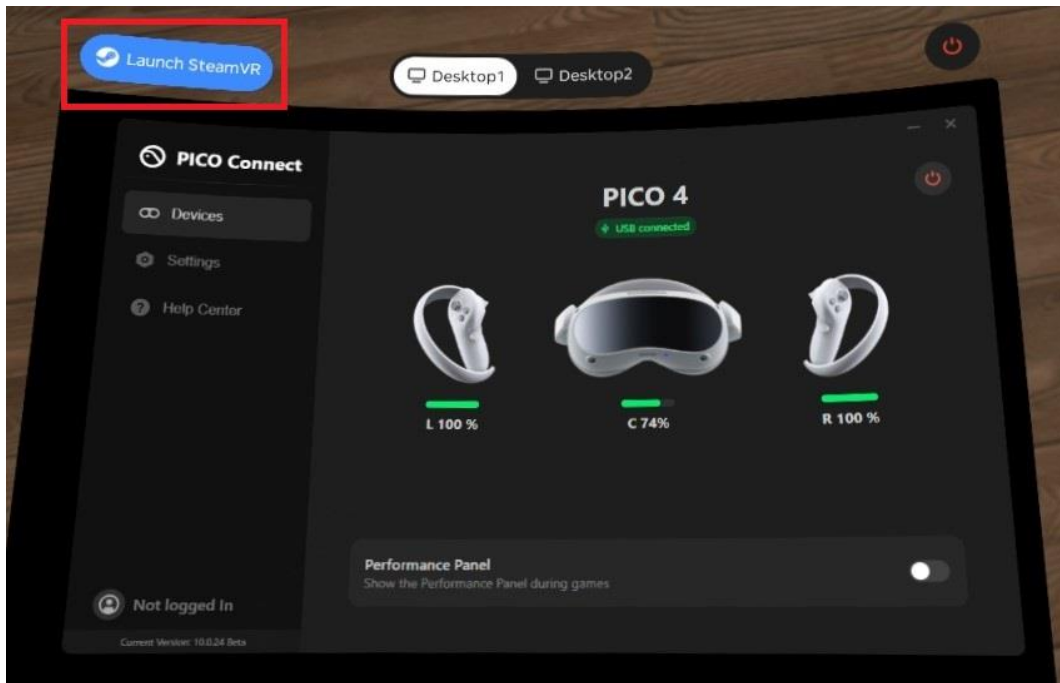 Launch SteamVR
Desktop1
Desktop2
PICO Connect
Devices
Settings
Help Center
PICO 4
USB connected
L 100 %
C 74%
R 100 %
Performance Panel
Show the Performance Panel during games
Not logged In
Current Version: 10.0.24 Beta